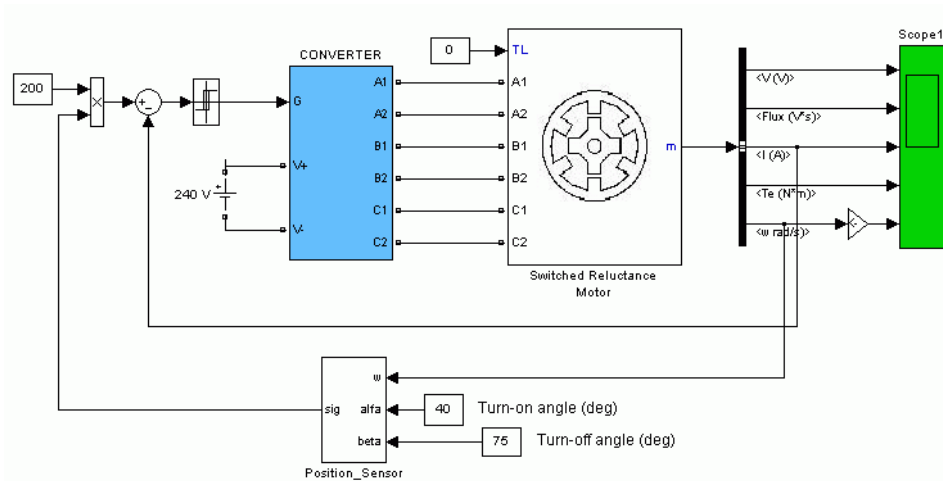 Scope1
CONVERTER
0
TL
200
×
G
A1
A1
<V (V)>
A2
A2
<Flux (V*s)>
B1
B1
m
<I (A)>
V+
240 V
+
B2
B2
<Te (N*m)>
C1
C1
V-
C2
C2
<w rad/s)>
Switched Reluctance
Motor
w
sig
alfa
40
Turn-on angle (deg)
beta
75
Turn-off angle (deg)
Position_Sensor